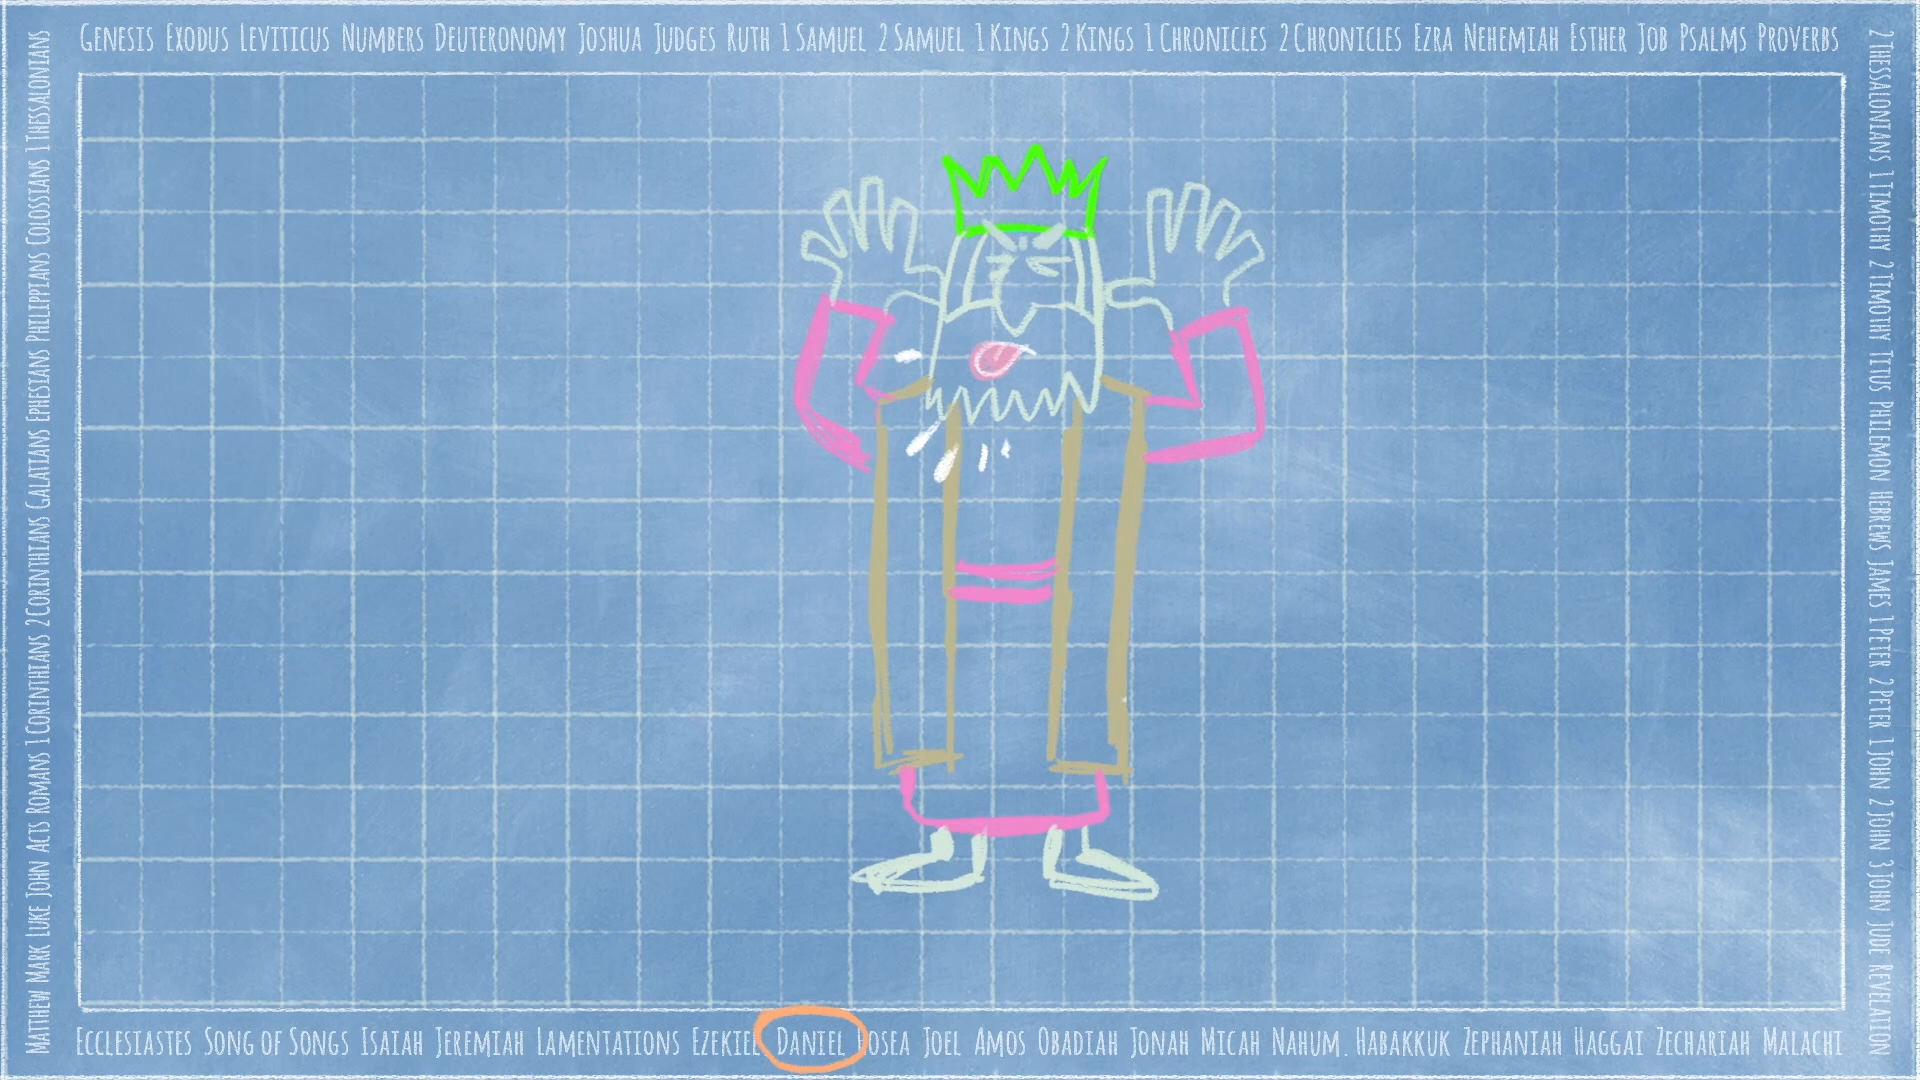 Genesis Exodus Leviticus Numbers Deuteronomy Joshua Judges Ruth 1 Samuel 2 Samuel 1 Kings 2 Kings 1 Chronicles 2 Chronicles Ezra Nehemiah Esther Job Psalms Proverbs
Ecclesiastes Song of Songs Isaiah Jeremiah Lamentations Ezekiel Daniel Hosea Joel Amos Obadiah Jonah Micah Nahum. Habakkuk Zephaniah Haggai Zechariah Malachi
Matthew Mark Luke John Acts Romans 1 Corinthians 2 Corinthians Galatians Ephesians Philippians Colossians 1 Thessalonians
2 Thessalonians 1 Timothy 2 Timothy Titus Philemon Hebrews James 1 Peter 2 Peter 1 John 2 John 3 John Jude Revelation